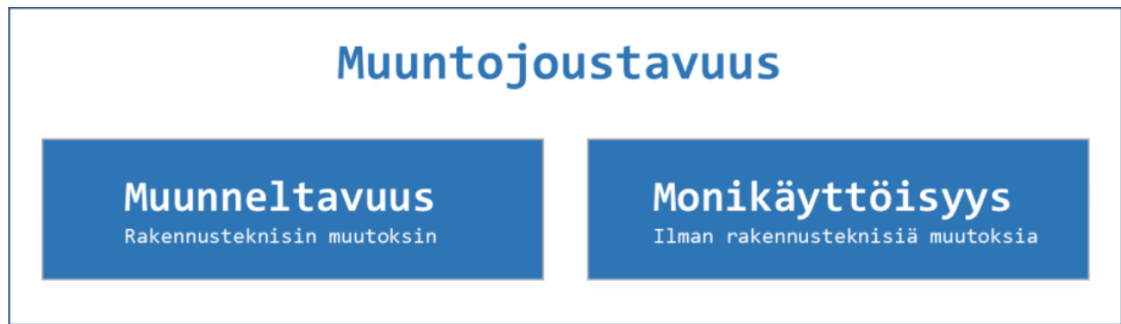 Muuntojoustavuus
Muunneltavuus
Rakennusteknisin muutoksin
Monikäyttöisyys
Ilman rakennusteknisiä muutoksia